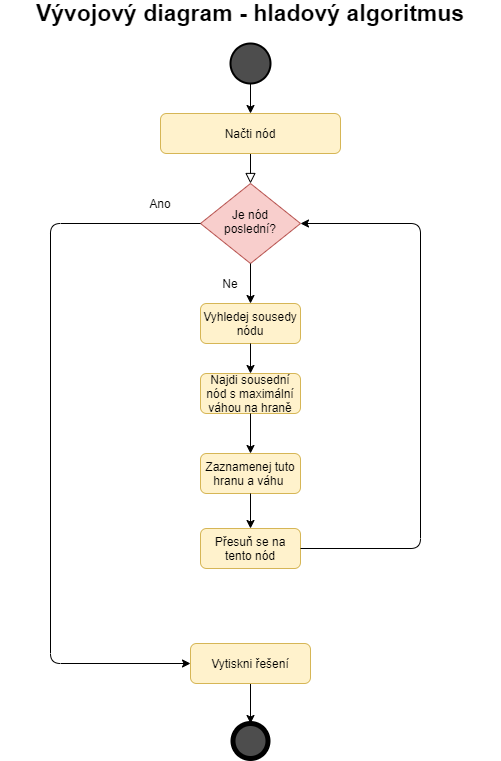 Vývojový diagram - hladový algoritmus
Načti nód
Ano
Je nód
poslední?
Ne
Vyhledej sousedy
nódu
Najdi sousední
nód s maximální
váhou na hraně
Zaznamenej tuto
hranu a váhu
Přesuň se na
tento nód
Vytiskni řešení